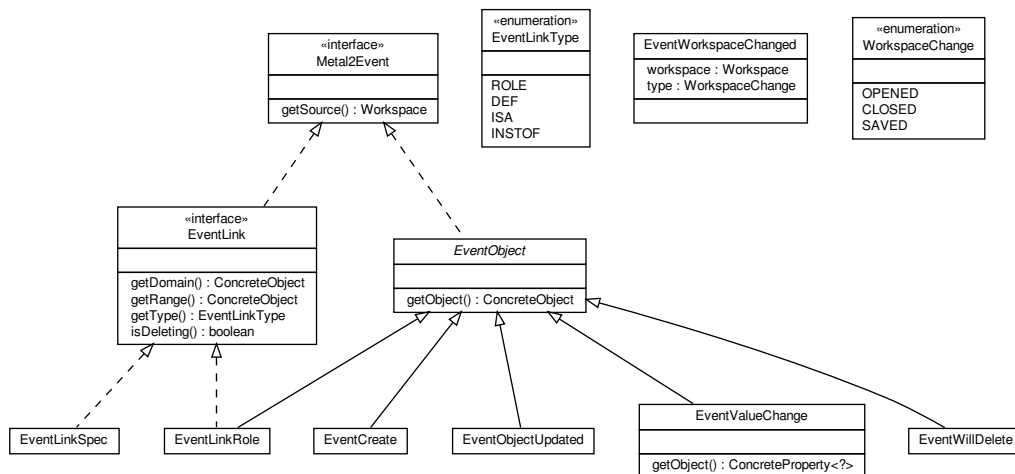 «interface»
Metal2Event
getSource() : Workspace
«enumeration»
EventLinkType
ROLE
DEF
ISA
INSTOF
EventWorkspaceChanged
workspace : Workspace
type : WorkspaceChange
«enumeration»
WorkspaceChange
OPENED
CLOSED
SAVED
«interface»
EventLink
getDomain() : ConcreteObject
getRange() : ConcreteObject
getType() : EventLinkType
isDeleting() : boolean
EventObject
getObject() : ConcreteObject
EventLinkSpec
EventLinkRole
EventCreate
EventObjectUpdated
EventValueChange
getObject() : ConcreteProperty<?>
EventWillDelete